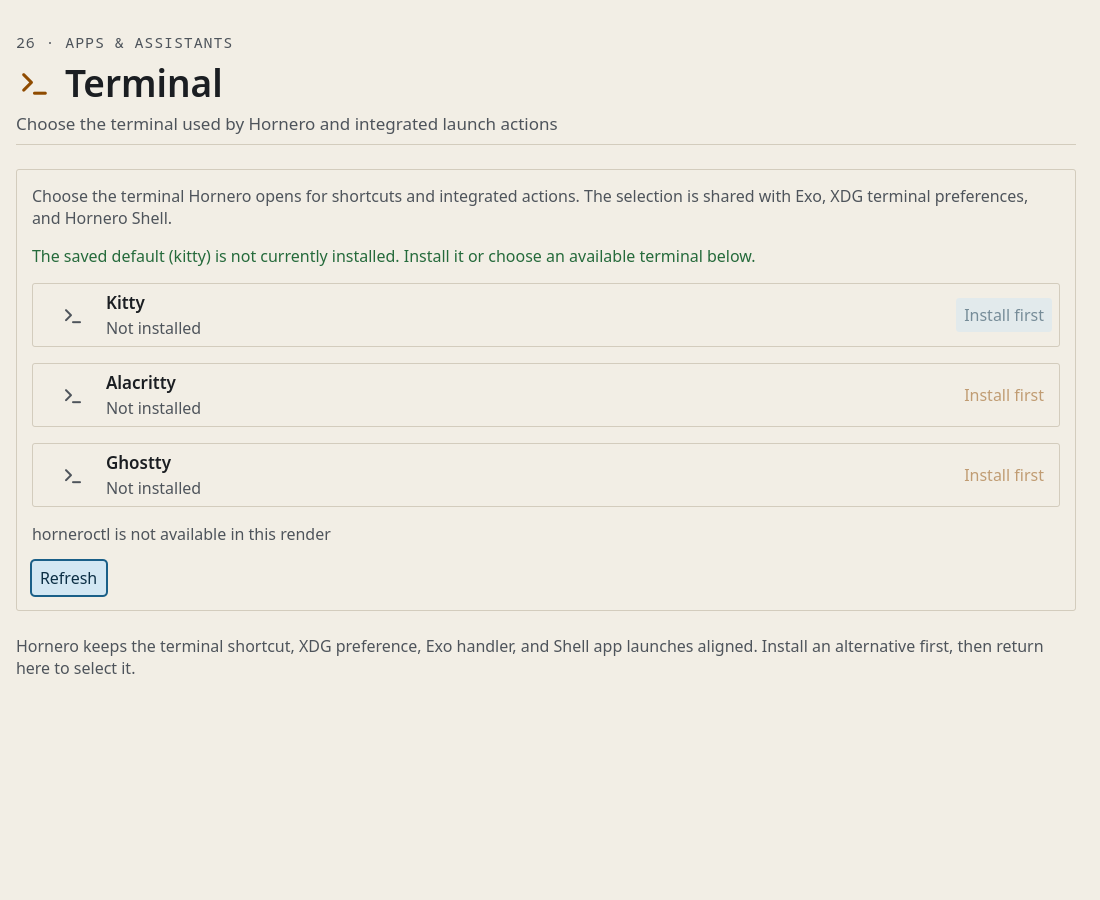 26 · APPS & ASSISTANTS
Terminal
Choose the terminal used by Hornero and integrated launch actions
Choose the terminal Hornero opens for shortcuts and integrated actions. The selection is shared with Exo, XDG terminal preferences,
and Hornero Shell.
The saved default (kitty) is not currently installed. Install it or choose an available terminal below.
Kitty
Not installed
Install first
Alacritty
Not installed
Install first
Ghostty
Not installed
Install first
horneroctl is not available in this render
Refresh
Hornero keeps the terminal shortcut, XDG preference, Exo handler, and Shell app launches aligned. Install an alternative first, then return
here to select it.